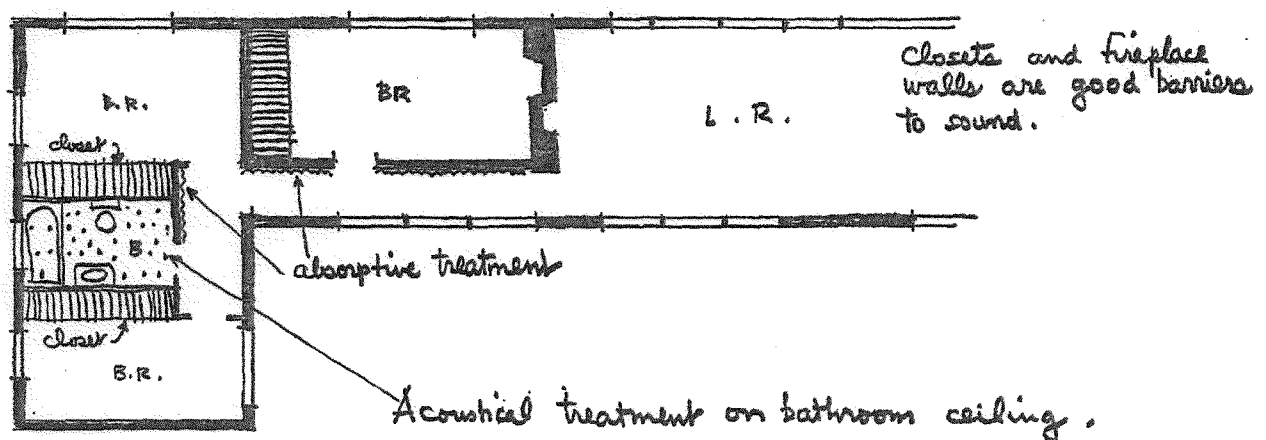 Closets and fireplace
walls are good barriers
to sound.
B.R.
BR
L.R.
closet
B
absorptive treatment
closet
B.R.
Acoustical treatment on bathroom ceiling.